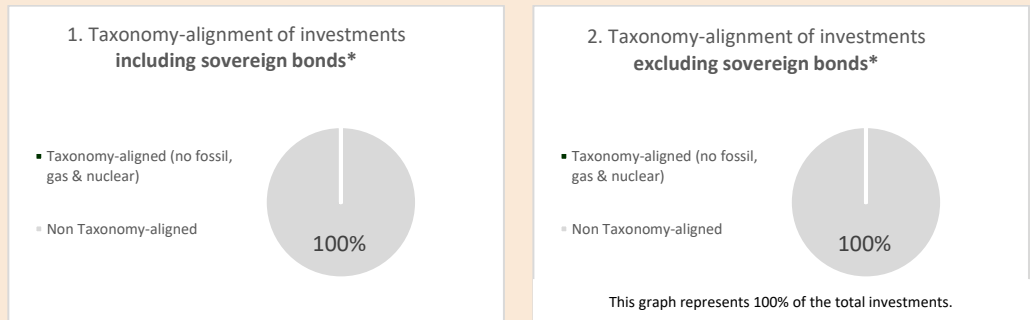 1. Taxonomy-alignment of investments
including sovereign bonds*
Taxonomy-aligned (no fossil,
gas & nuclear)
Non Taxonomy-aligned
100%
2. Taxonomy-alignment of investments
excluding sovereign bonds*
Taxonomy-aligned (no fossil,
gas & nuclear)
Non Taxonomy-aligned
100%
This graph represents 100% of the total investments.